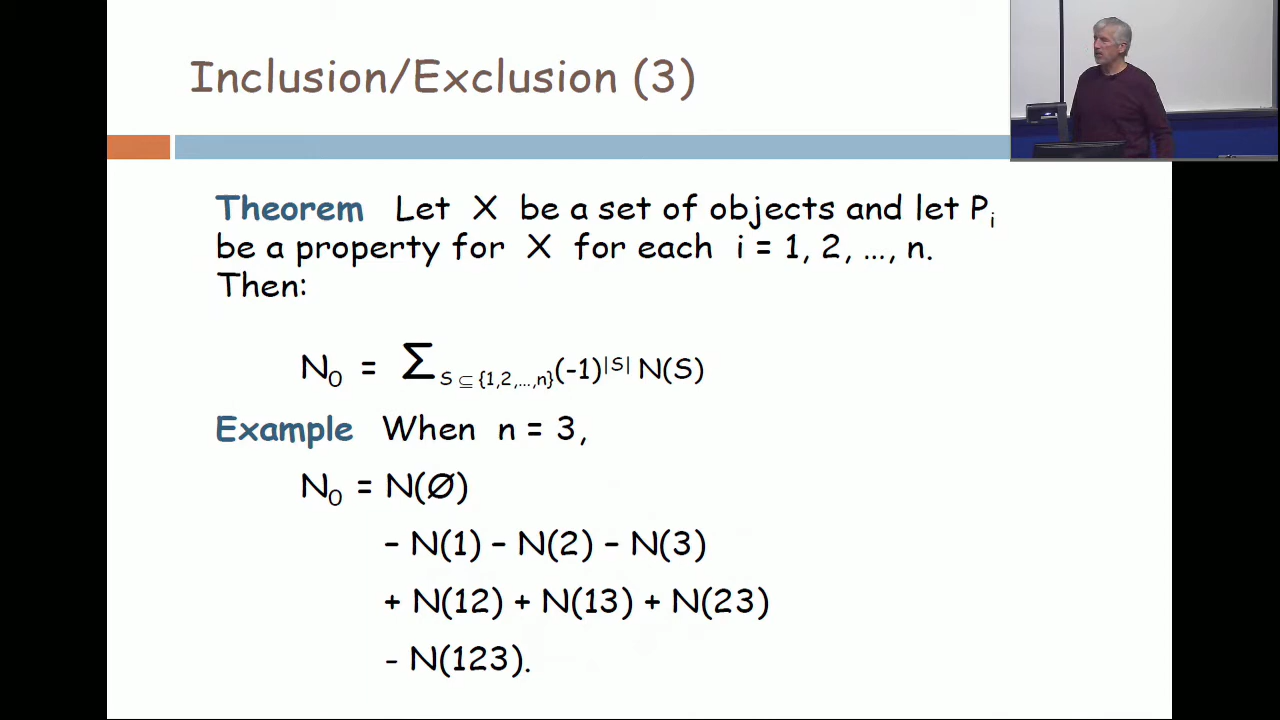 Inclusion/Exclusion (3)
Theorem Let X be a set of objects and let Pᵢ
be a property for X for each i = 1, 2, …, n.
Then:
N₀ = Σ_{S ⊆ {1,2,…,n}}(-1)^{|S|} N(S)
Example When n = 3,
N₀ = N(Ø)
– N(1) – N(2) – N(3)
+ N(12) + N(13) + N(23)
- N(123).